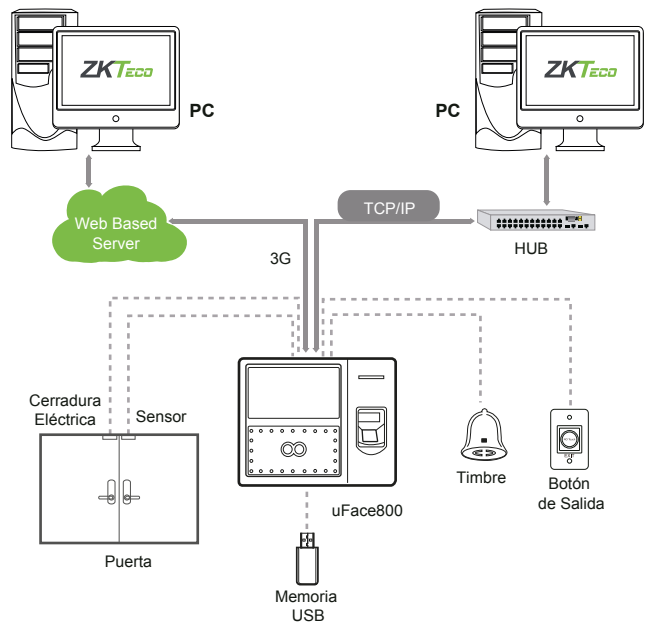 ZKTeco
ZKTeco
PC
PC
Web Based
Server
TCP/IP
HUB
3G
Cerradura
Eléctrica
Sensor
Timbre
EXIT
Botón
de Salida
uFace800
Puerta
Memoria
USB